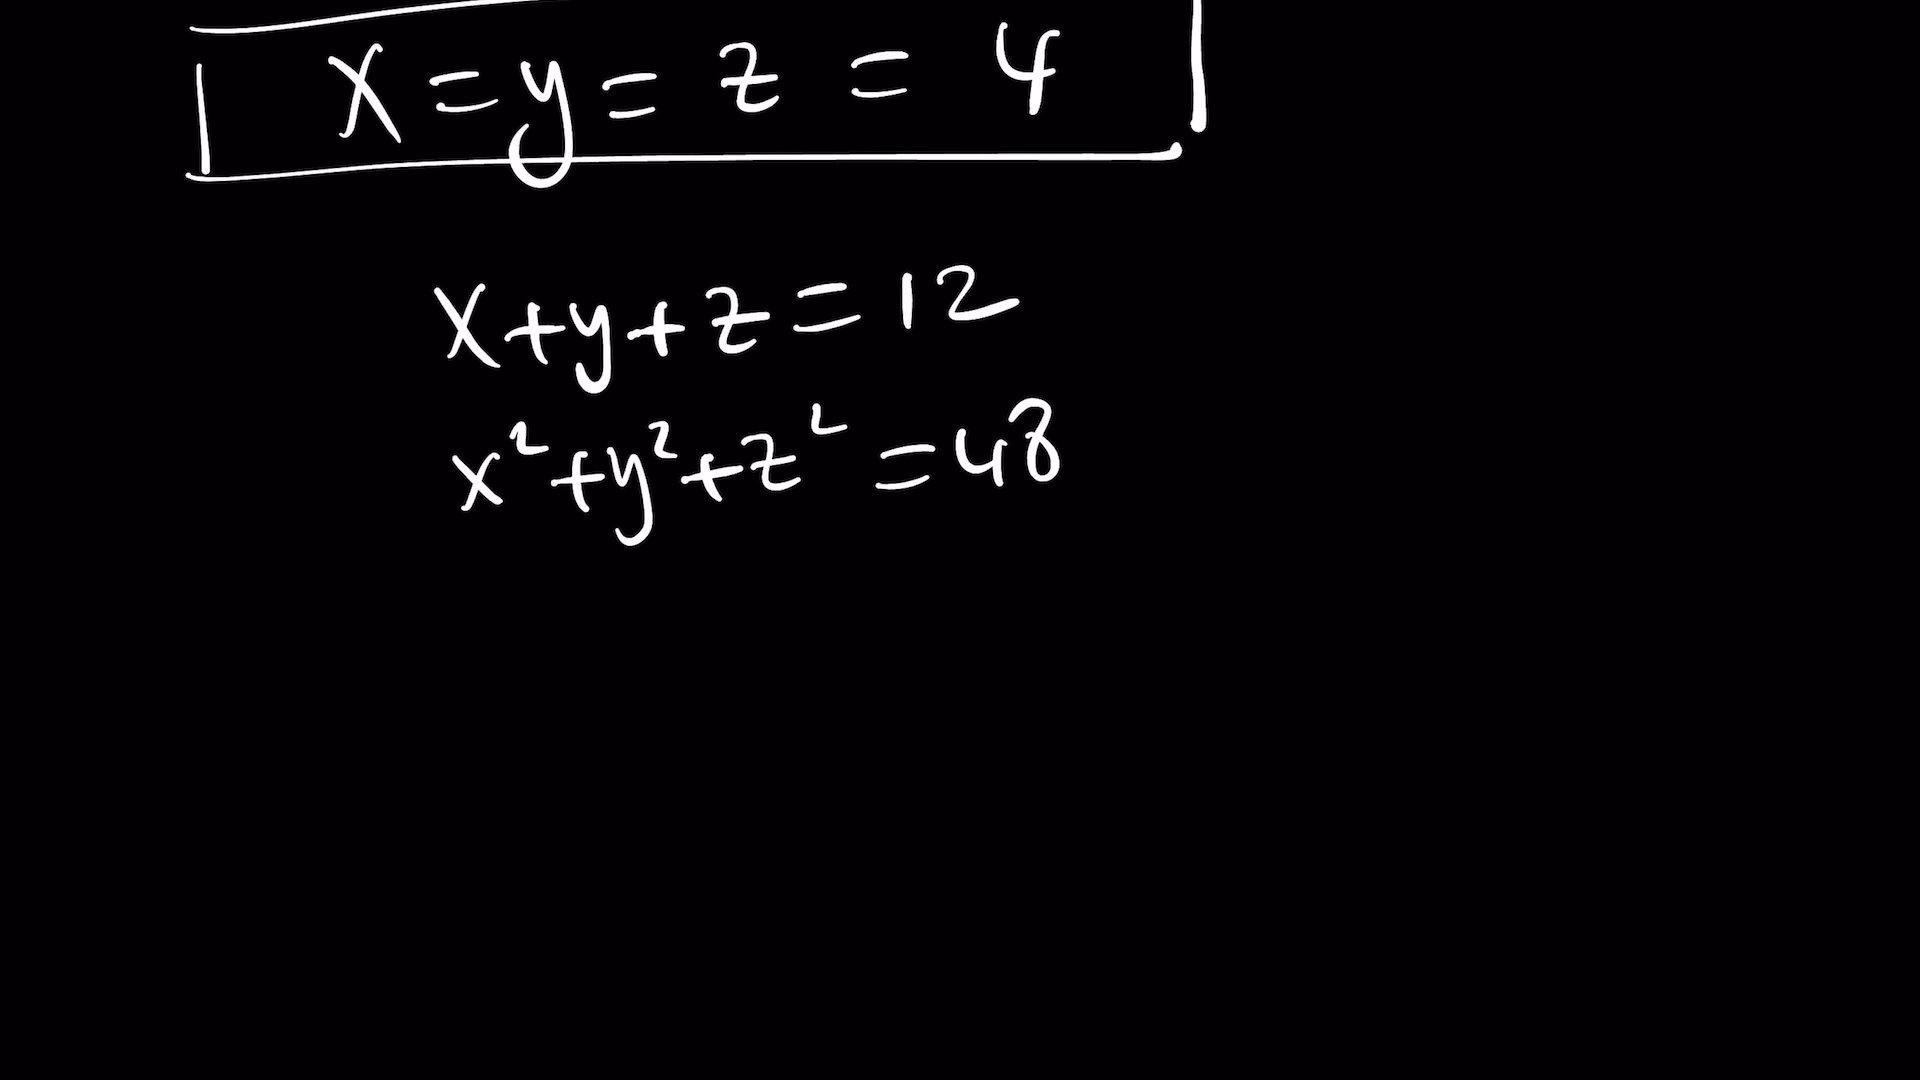 x = y = z = 4
x + y + z = 12
x² + y² + z² = 48